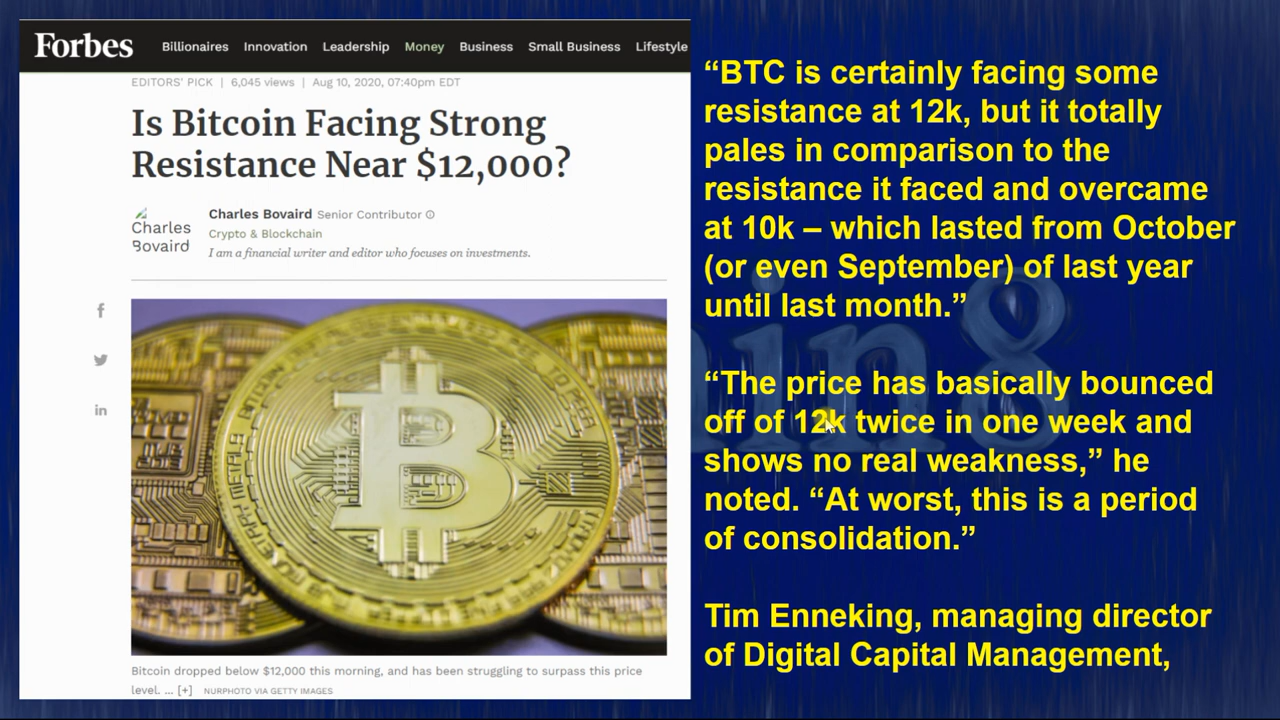 Forbes
Billionaires Innovation Leadership Money Business Small Business Lifestyle
EDITORS' PICK | 6,045 views | Aug 10, 2020, 07:40pm EDT
Is Bitcoin Facing Strong
Resistance Near $12,000?
Charles
Bovaird
Charles Bovaird Senior Contributor
Crypto & Blockchain
I am a financial writer and editor who focuses on investments.
f
in
Bitcoin dropped below $12,000 this morning, and has been struggling to surpass this price
level. ... [+] NURPHOTO VIA GETTY IMAGES
“BTC is certainly facing some
resistance at 12k, but it totally
pales in comparison to the
resistance it faced and overcame
at 10k – which lasted from October
(or even September) of last year
until last month.”
“The price has basically bounced
off of 12k twice in one week and
shows no real weakness,” he
noted. “At worst, this is a period
of consolidation.”
Tim Enneking, managing director
of Digital Capital Management,